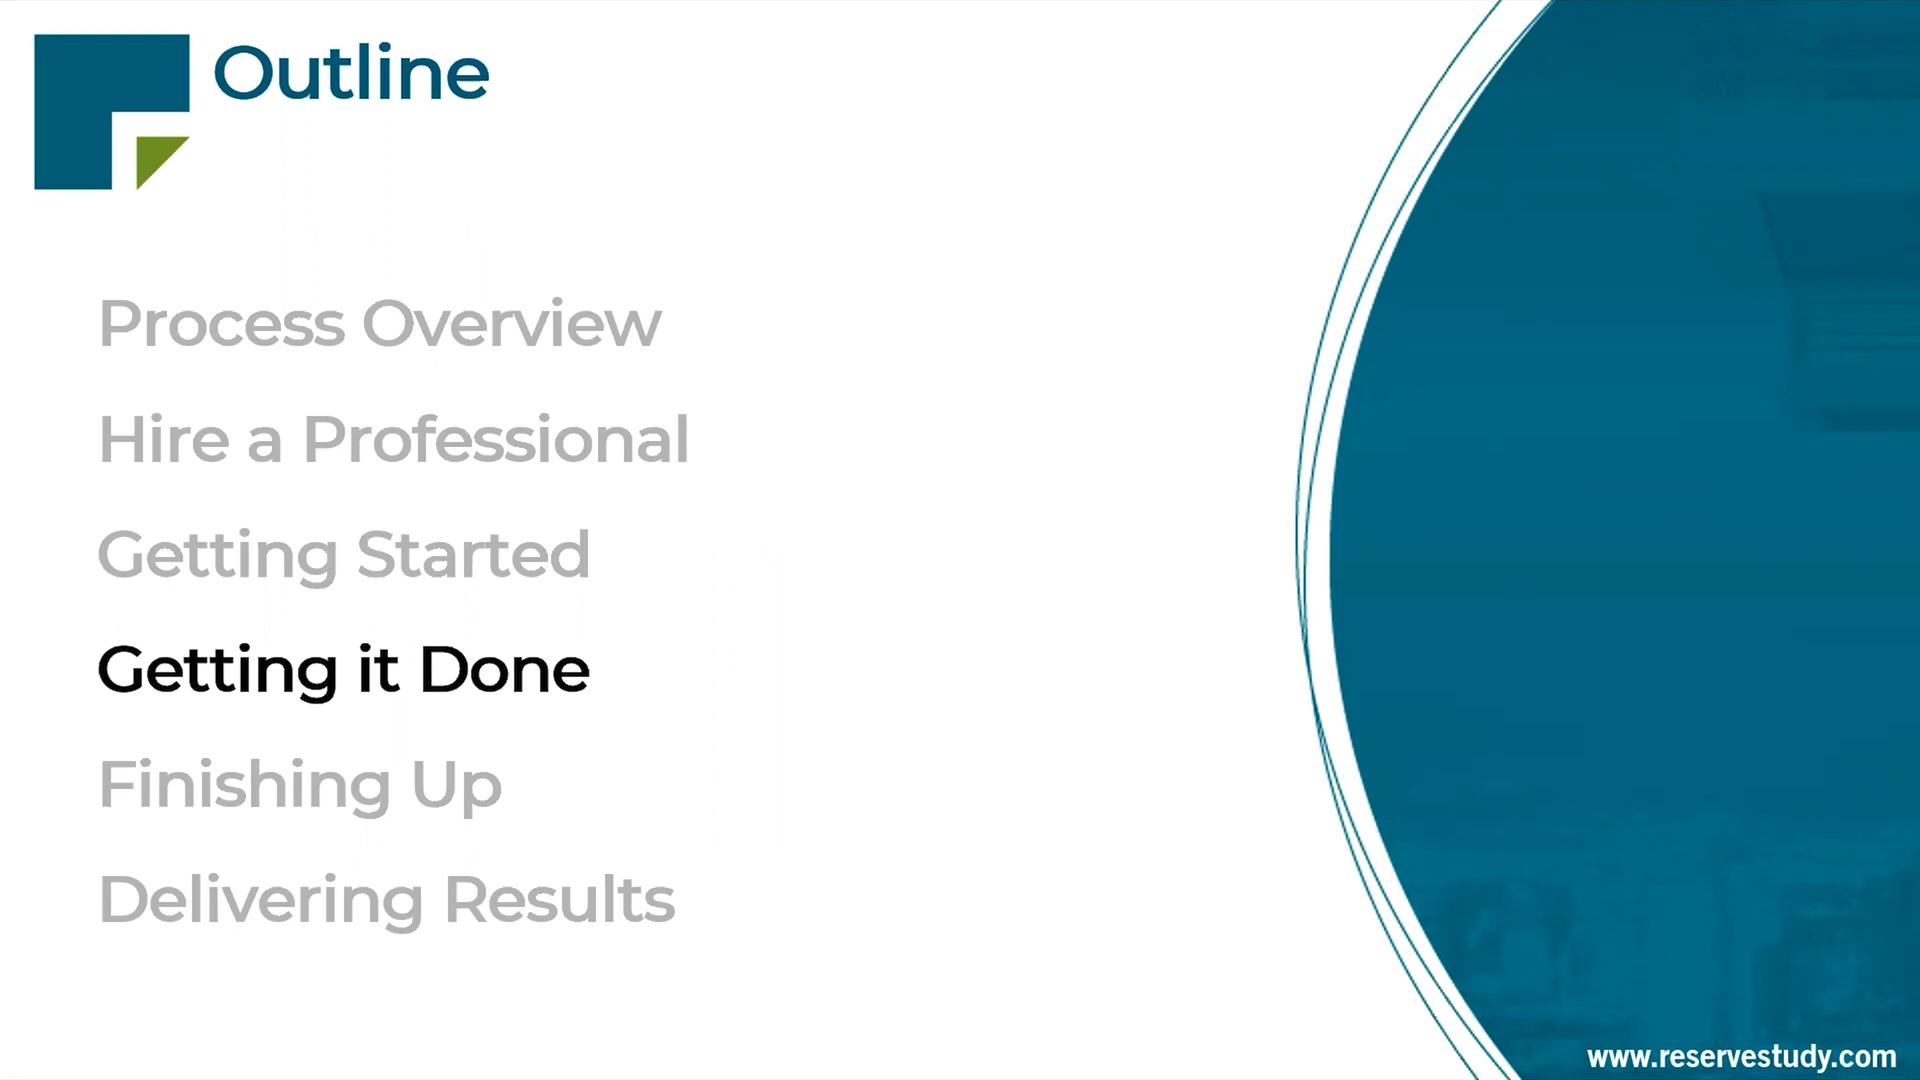 Outline
Process Overview
Hire a Professional
Getting Started
Getting it Done
Finishing Up
Delivering Results
www.reservestudy.com